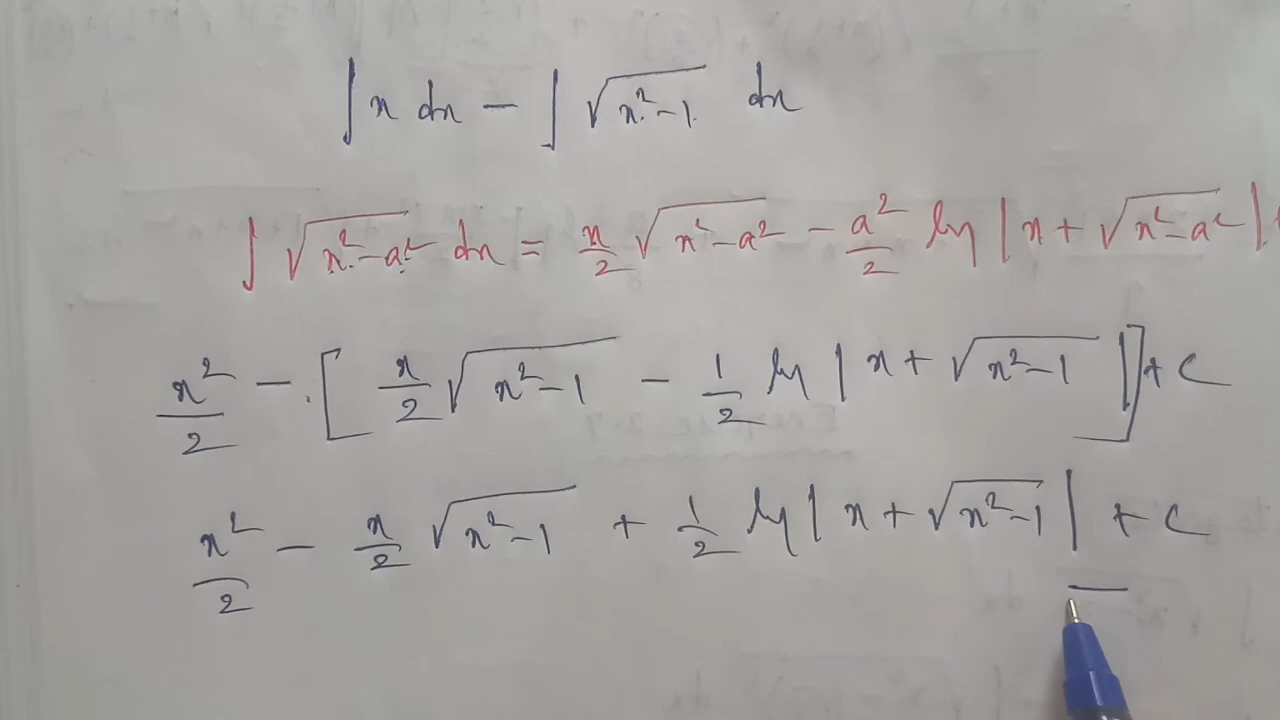 ∫ x dx − ∫ √(x²−1) dx
∫ √(x²−a²) dx = x/2 √(x²−a²) − a²/2 ln |x + √(x²−a²)|
x²/2 − [ x/2 √(x²−1) − 1/2 ln |x + √(x²−1)| ] + c
x²/2 − x/2 √(x²−1) + 1/2 ln |x + √(x²−1)| + c